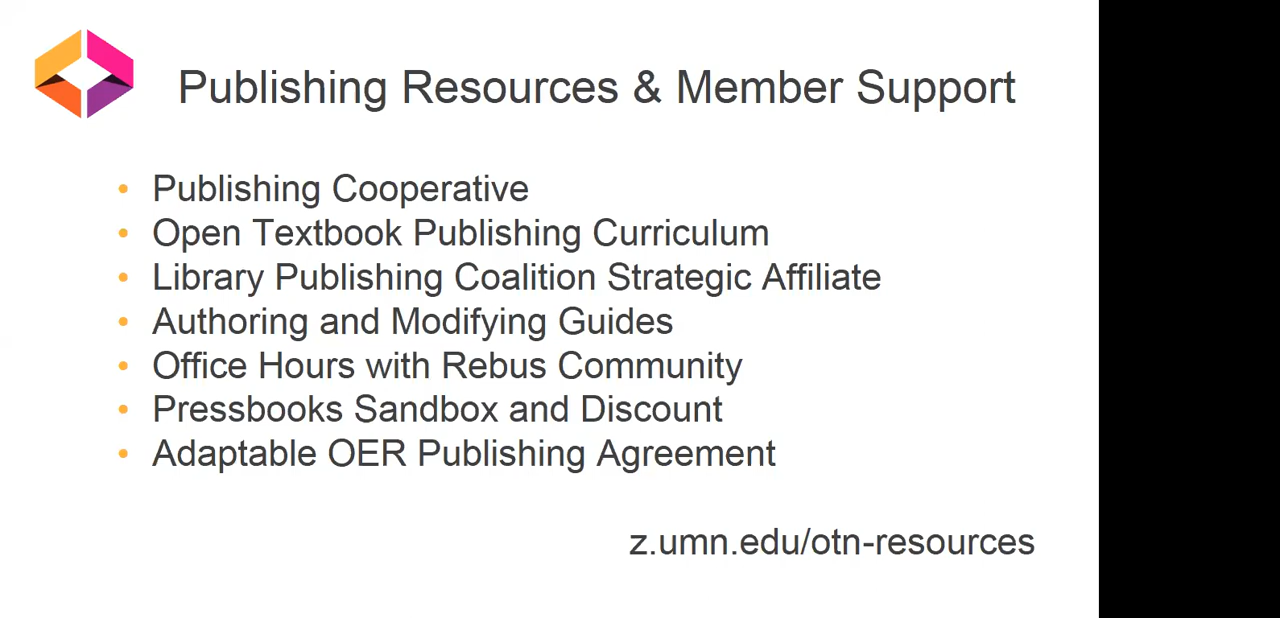 Publishing Resources & Member Support
• Publishing Cooperative
• Open Textbook Publishing Curriculum
• Library Publishing Coalition Strategic Affiliate
• Authoring and Modifying Guides
• Office Hours with Rebus Community
• Pressbooks Sandbox and Discount
• Adaptable OER Publishing Agreement
z.umn.edu/otn-resources